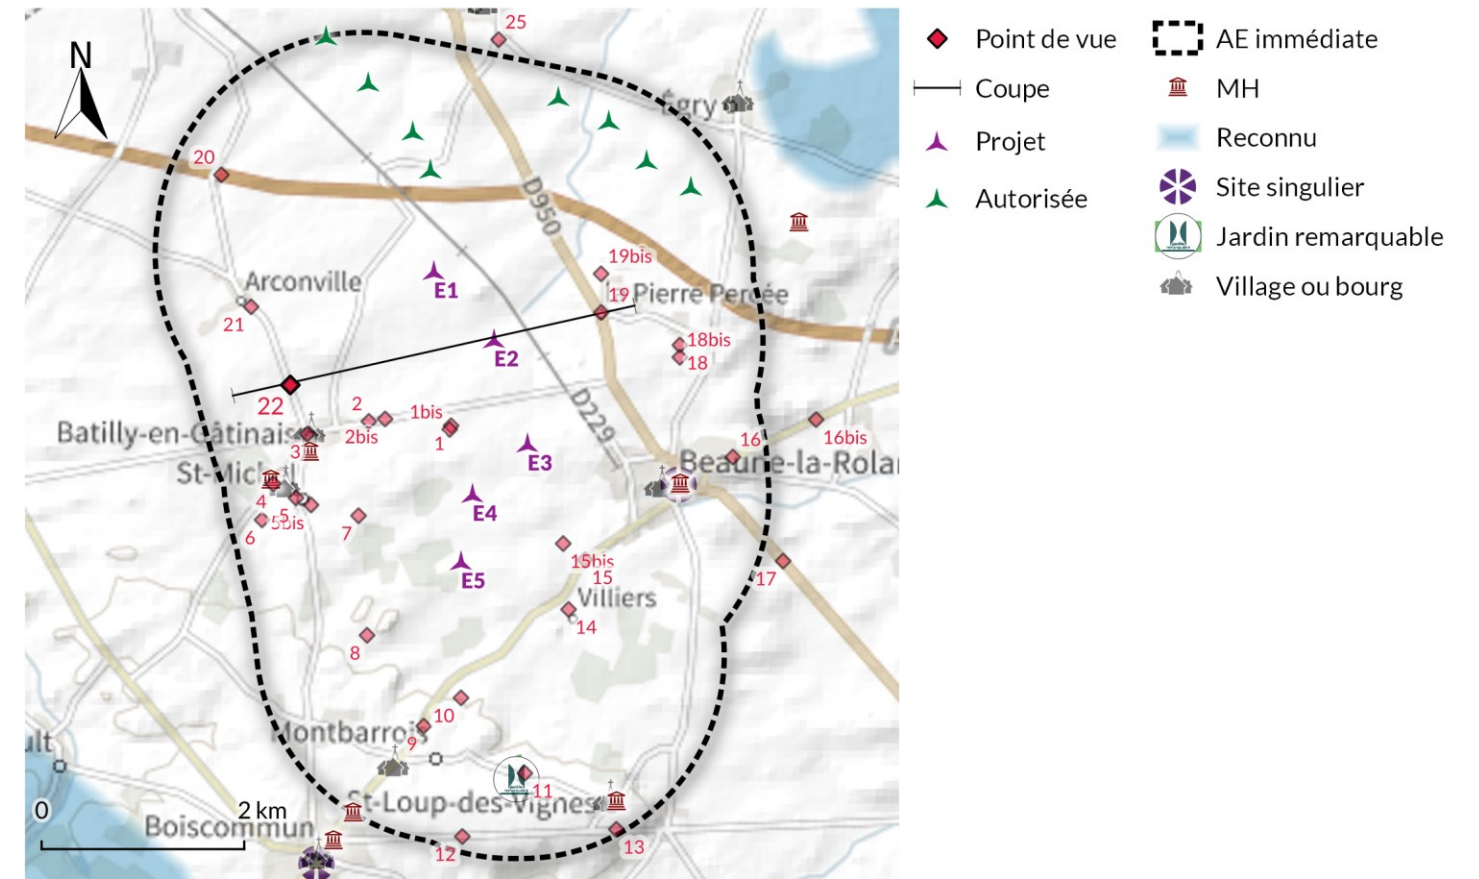 N
25
Égry
20
D950
19bis
Arconville
E1
19
Pierre Percée
21
18bis
E2
18
22
2
1bis
D229
Batilly-en-Gâtinais
2bis
1
16
16bis
3
E3
Beaune-la-Rola
St-Michel
4
5
E4
6
5bis
7
15bis
17
E5
15
Villiers
14
8
10
Montbarrois
9
ult
11
0
2 km
St-Loup-des-Vignes
Boiscommun
12
13
Point de vue
Coupe
Projet
Autorisée
AE immédiate
MH
Reconnu
Site singulier
Jardin remarquable
Village ou bourg